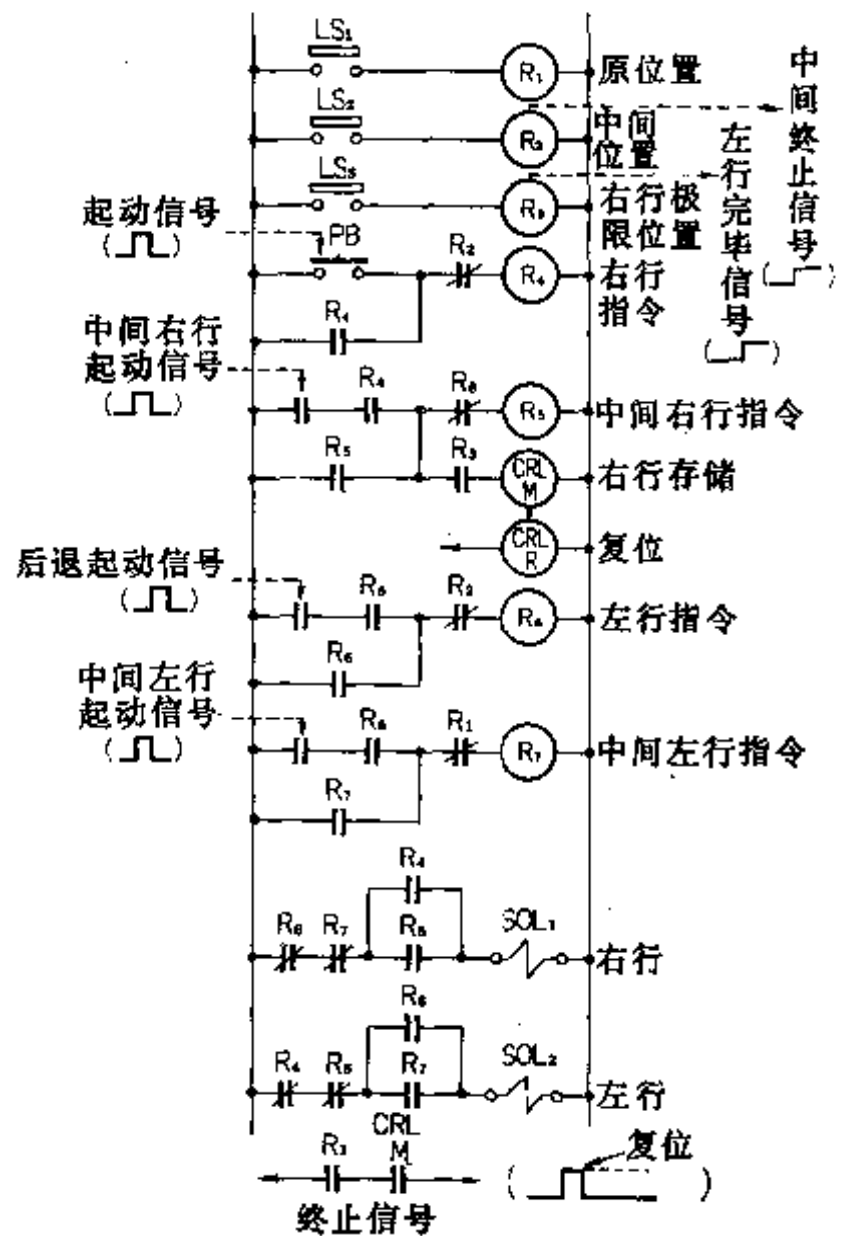 LS₁
R₁
原位置
LS₂
中间
位置
中间终止信号
LS₃
R₃
右行极
限位置
左行完毕信号
起动信号
PB
R₂
R₄
右行
指令
R₄
中间右行
起动信号
R₄
R₅
中间右行指令
R₅
R₃
CRL
M
右行存储
CRL
R
复位
后退起动信号
R₂
R₆
左行指令
R₆
中间左行
起动信号
R₆
R₁
R₇
中间左行指令
R₇
R₄
R₆
R₇
R₅
SOL₁
右行
R₆
R₄
R₅
R₇
SOL₂
左行
CRL
M
复位
终止信号